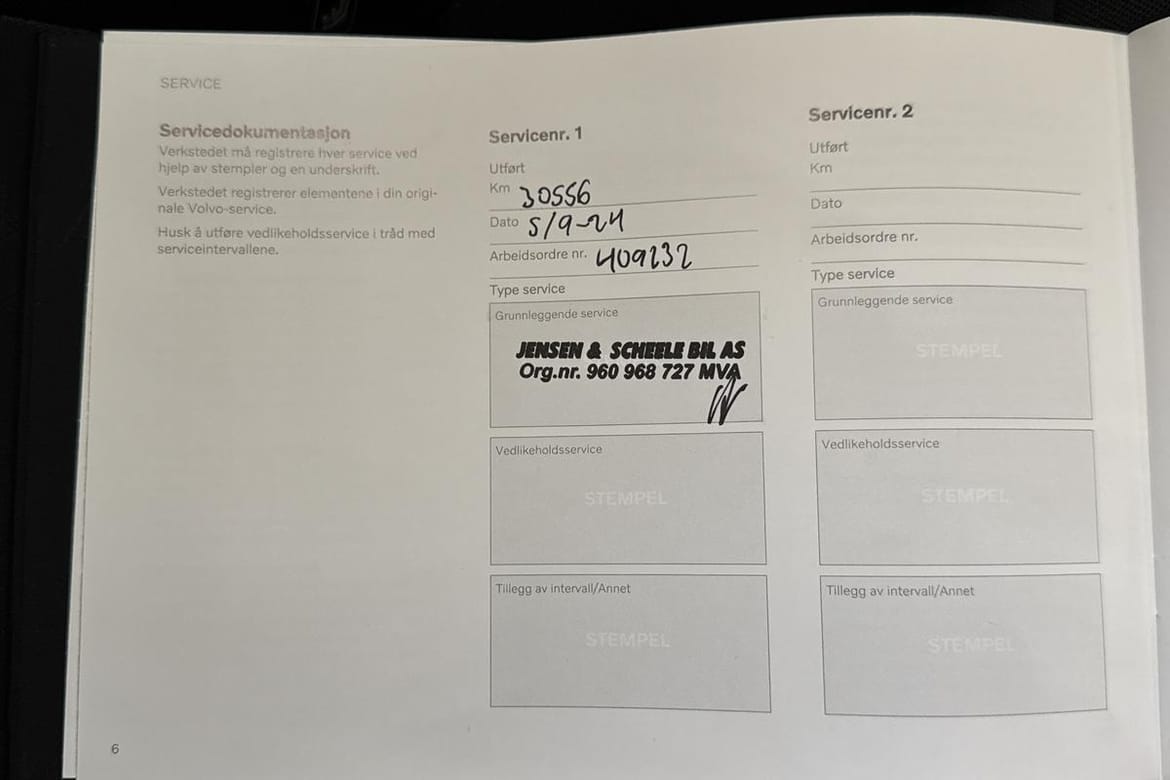 SERVICE
Servicedokumentasjon
Verkstedet må registrere hver service ved
hjelp av stempler og en underskrift.
Verkstedet registrerer elementene i din origi-
nale Volvo-service.
Husk å utføre vedlikeholdsservice i tråd med
serviceintervallene.
Servicenr. 1
Utført
Km 30556
Dato 5/9-24
Arbeidsordre nr. 409232
Type service
Grunnleggende service
JENSEN & SCHEELE BIL AS
Org.nr. 960 968 727 MVA
Vedlikeholdsservice
STEMPEL
Tillegg av intervall/Annet
STEMPEL
Servicenr. 2
Utført
Km
Dato
Arbeidsordre nr.
Type service
Grunnleggende service
STEMPEL
Vedlikeholdsservice
STEMPEL
Tillegg av intervall/Annet
STEMPEL
6